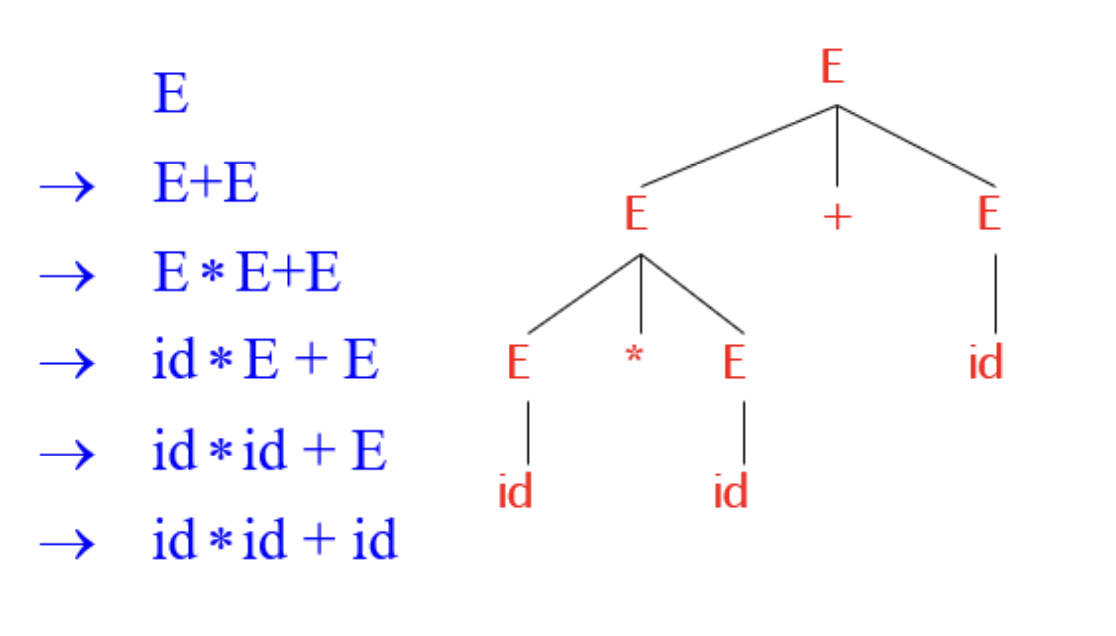 E
→ E+E
→ E*E+E
→ id*E + E
→ id*id + E
→ id*id + id
E
E + E
E * E id
id id